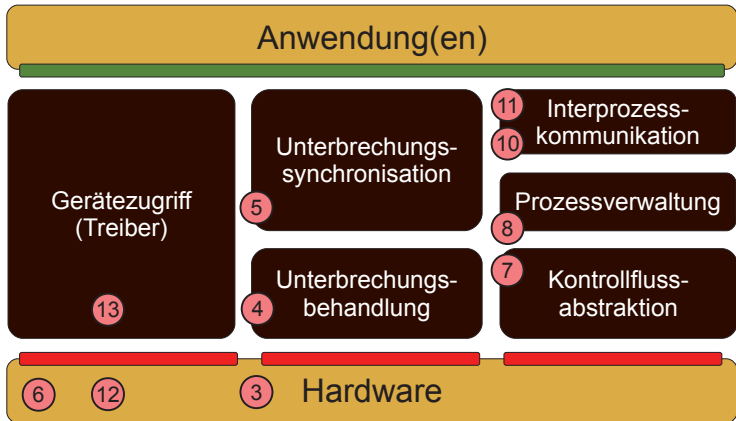 Anwendung(en)
Gerätezugriff
(Treiber)
13
Unterbrechungs-
synchronisation
5
Unterbrechungs-
behandlung
4
11
Interprozess-
kommunikation
10
Prozessverwaltung
8
7
Kontrollfluss-
abstraktion
6
12
3
Hardware